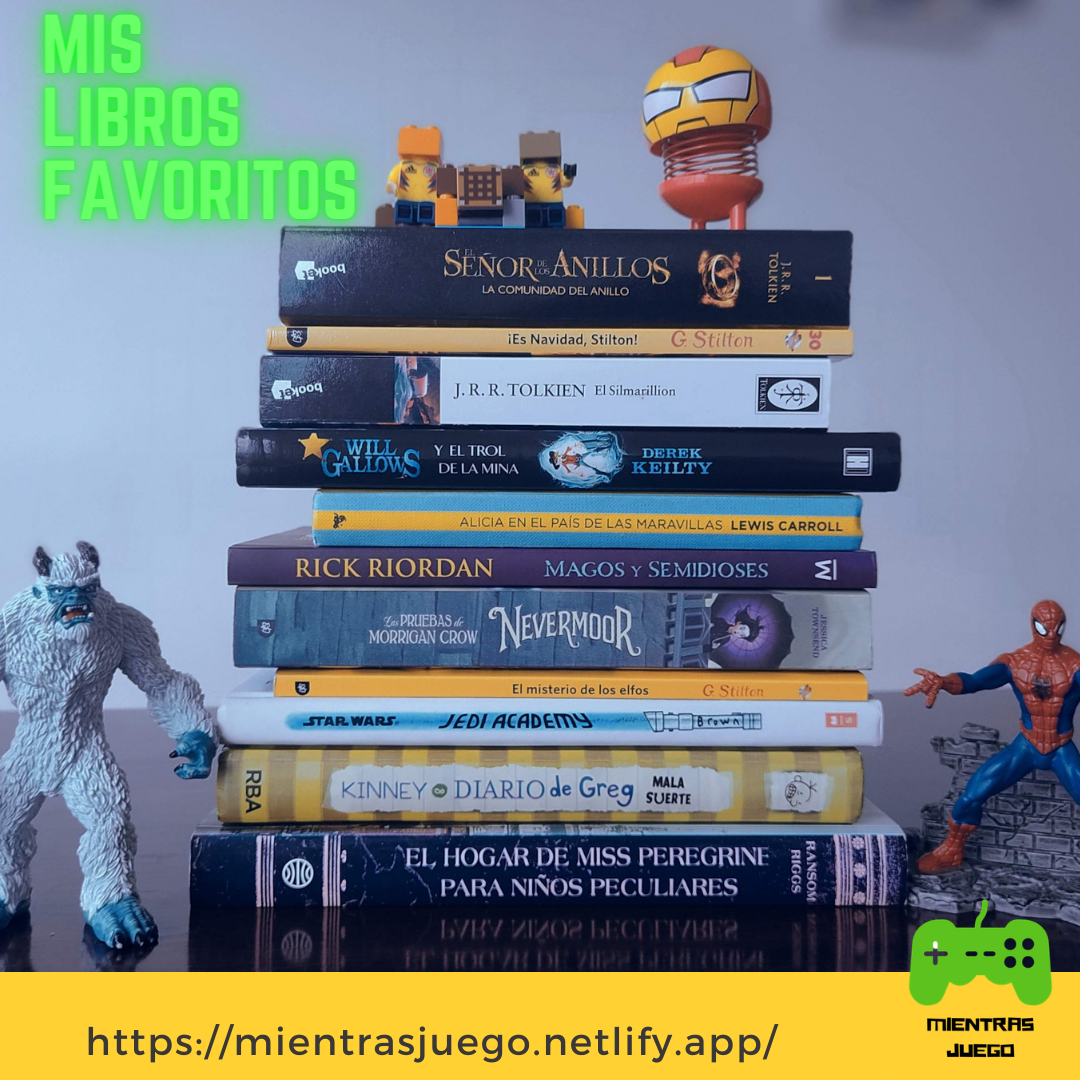 MIS
LIBROS
FAVORITOS
booket
EL SEÑOR DE LOS ANILLOS
LA COMUNIDAD DEL ANILLO
J. R. R.
TOLKIEN
I
¡Es Navidad, Stilton! G. Stilton 30
booket
J. R. R. TOLKIEN El Silmarillion
TOLKIEN
WILL
GALLOWS
Y EL TROL
DE LA MINA
DEREK
KEILTY
ALICIA EN EL PAÍS DE LAS MARAVILLAS LEWIS CARROLL
RICK RIORDAN MAGOS Y SEMIDIOSES
Las PRUEBAS de
MORRIGAN CROW
NEVERMOOR
JESSICA
TOWNSEND
El misterio de los elfos G. Stilton
STAR WARS JEDI ACADEMY Brown
RBA
KINNEY DIARIO de Greg
MALA
SUERTE
EL HOGAR DE MISS PEREGRINE
PARA NIÑOS PECULIARES
RANSOM
RIGGS
https://mientrasjuego.netlify.app/
MIENTRAS
JUEGO